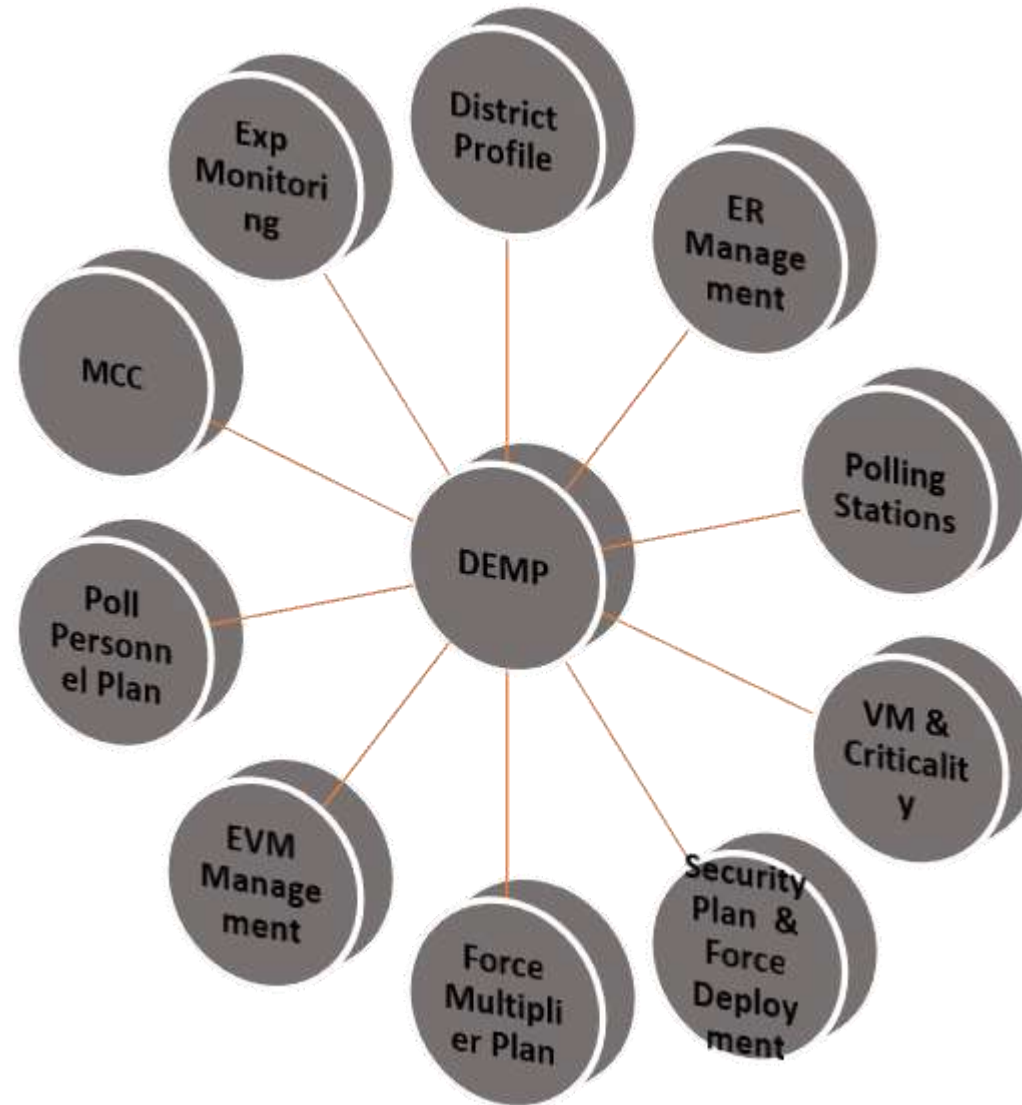 District
Profile
ER
Manage
ment
Polling
Stations
VM &
Criticalit
y
Security
Plan &
Force
Deploy
ment
Force
Multipli
er Plan
EVM
Manage
ment
Poll
Personn
el Plan
MCC
Exp
Monitori
ng
DEMP